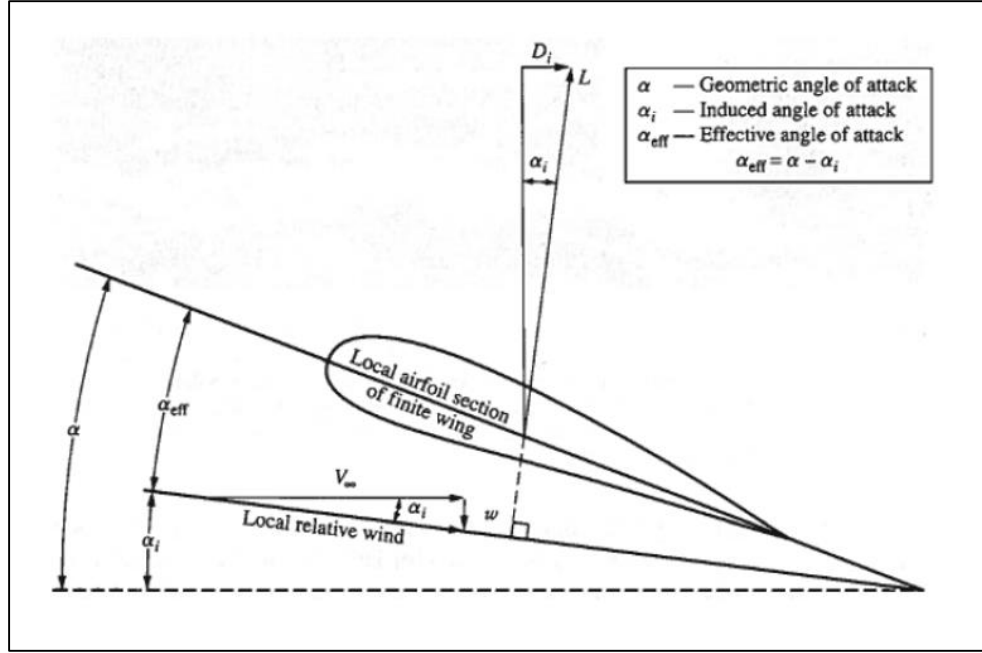 D_i
L
α — Geometric angle of attack
α_i — Induced angle of attack
α_eff — Effective angle of attack
α_eff = α − α_i
α_i
Local airfoil section
of finite wing
α_eff
α
V_∞
α_i
w
Local relative wind
α_i